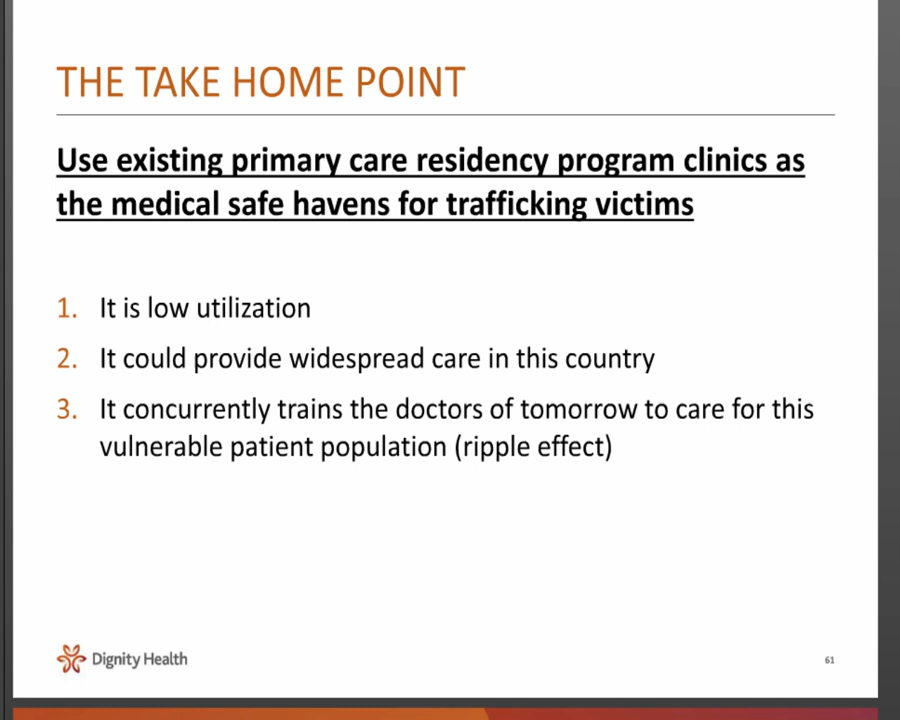 THE TAKE HOME POINT
Use existing primary care residency program clinics as
the medical safe havens for trafficking victims
1. It is low utilization
2. It could provide widespread care in this country
3. It concurrently trains the doctors of tomorrow to care for this
vulnerable patient population (ripple effect)
Dignity Health
61